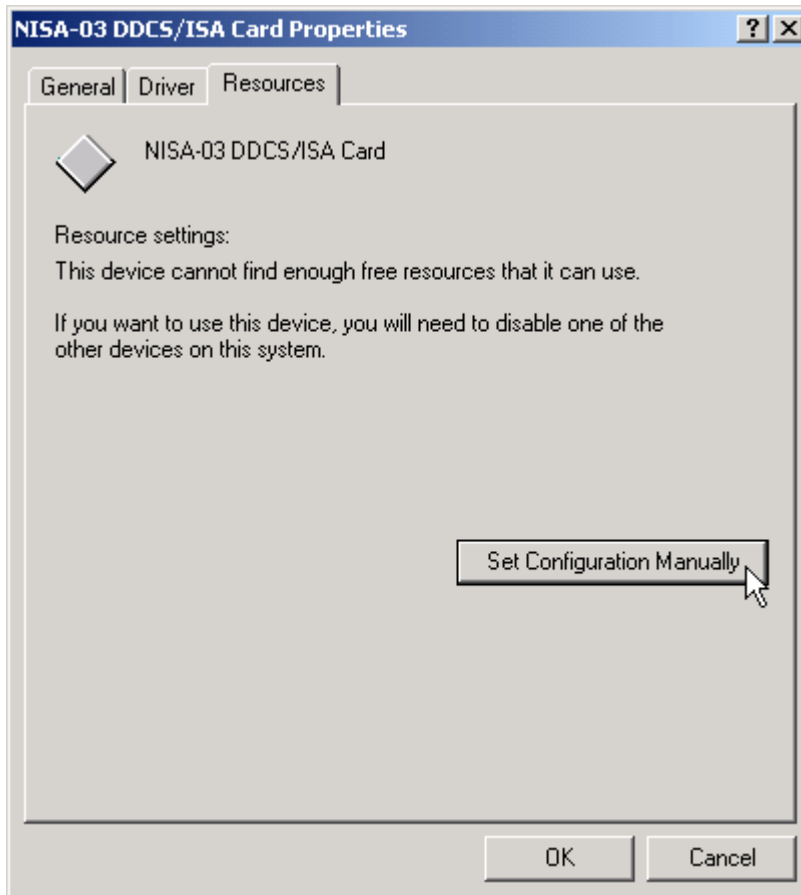 NISA-03 DDCS/ISA Card Properties
General Driver Resources
NISA-03 DDCS/ISA Card
Resource settings:
This device cannot find enough free resources that it can use.
If you want to use this device, you will need to disable one of the
other devices on this system.
Set Configuration Manually
OK Cancel